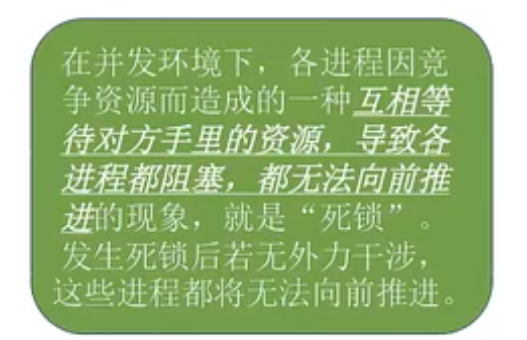 在并发环境下，各进程因竞
争资源而造成的一种互相等
待对方手里的资源，导致各
进程都阻塞，都无法向前推
进的现象，就是“死锁”。
发生死锁后若无外力干涉，
这些进程都将无法向前推进。